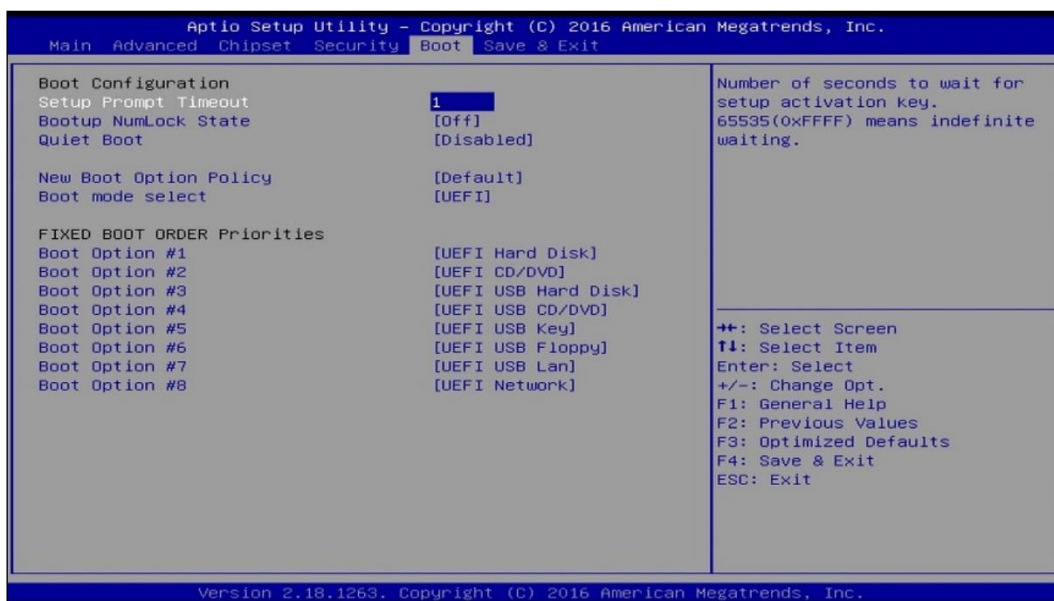 Aptio Setup Utility – Copyright (C) 2016 American Megatrends, Inc.
Main Advanced Chipset Security Boot Save & Exit
Boot Configuration
Setup Prompt Timeout 1
Bootup NumLock State [Off]
Quiet Boot [Disabled]
New Boot Option Policy [Default]
Boot mode select [UEFI]
FIXED BOOT ORDER Priorities
Boot Option #1 [UEFI Hard Disk]
Boot Option #2 [UEFI CD/DVD]
Boot Option #3 [UEFI USB Hard Disk]
Boot Option #4 [UEFI USB CD/DVD]
Boot Option #5 [UEFI USB Key]
Boot Option #6 [UEFI USB Floppy]
Boot Option #7 [UEFI USB Lan]
Boot Option #8 [UEFI Network]
Number of seconds to wait for
setup activation key.
65535(0xFFFF) means indefinite
waiting.
→←: Select Screen
↑↓: Select Item
Enter: Select
+/-: Change Opt.
F1: General Help
F2: Previous Values
F3: Optimized Defaults
F4: Save & Exit
ESC: Exit
Version 2.18.1263. Copyright (C) 2016 American Megatrends, Inc.